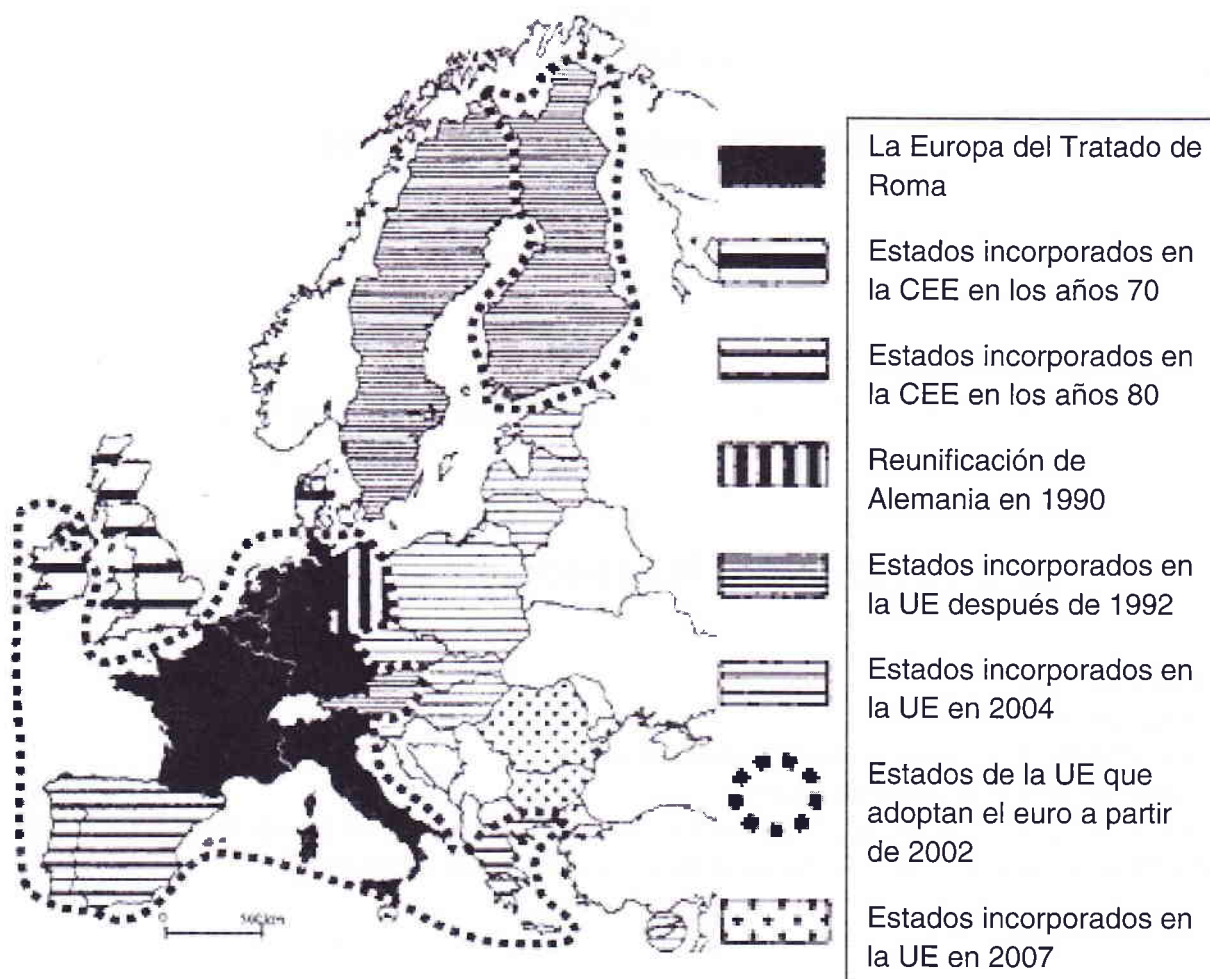 La Europa del Tratado de
Roma
Estados incorporados en
la CEE en los años 70
Estados incorporados en
la CEE en los años 80
Reunificación de
Alemania en 1990
Estados incorporados en
la UE después de 1992
Estados incorporados en
la UE en 2004
Estados de la UE que
adoptan el euro a partir
de 2002
Estados incorporados en
la UE en 2007
0
500 km